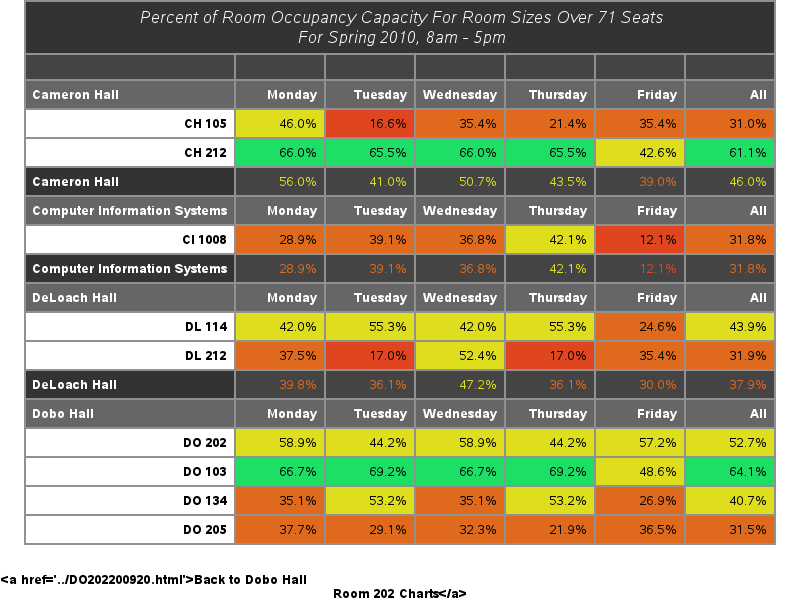 Percent of Room Occupancy Capacity For Room Sizes Over 71 Seats
For Spring 2010, 8am - 5pm
Cameron Hall Monday Tuesday Wednesday Thursday Friday All
CH 105 46.0% 16.6% 35.4% 21.4% 35.4% 31.0%
CH 212 66.0% 65.5% 66.0% 65.5% 42.6% 61.1%
Cameron Hall 56.0% 41.0% 50.7% 43.5% 39.0% 46.0%
Computer Information Systems Monday Tuesday Wednesday Thursday Friday All
CI 1008 28.9% 39.1% 36.8% 42.1% 12.1% 31.8%
Computer Information Systems 28.9% 39.1% 36.8% 42.1% 12.1% 31.8%
DeLoach Hall Monday Tuesday Wednesday Thursday Friday All
DL 114 42.0% 55.3% 42.0% 55.3% 24.6% 43.9%
DL 212 37.5% 17.0% 52.4% 17.0% 35.4% 31.9%
DeLoach Hall 39.8% 36.1% 47.2% 36.1% 30.0% 37.9%
Dobo Hall Monday Tuesday Wednesday Thursday Friday All
DO 202 58.9% 44.2% 58.9% 44.2% 57.2% 52.7%
DO 103 66.7% 69.2% 66.7% 69.2% 48.6% 64.1%
DO 134 35.1% 53.2% 35.1% 53.2% 26.9% 40.7%
DO 205 37.7% 29.1% 32.3% 21.9% 36.5% 31.5%
<a href='../DO202200920.html'>Back to Dobo Hall
Room 202 Charts</a>